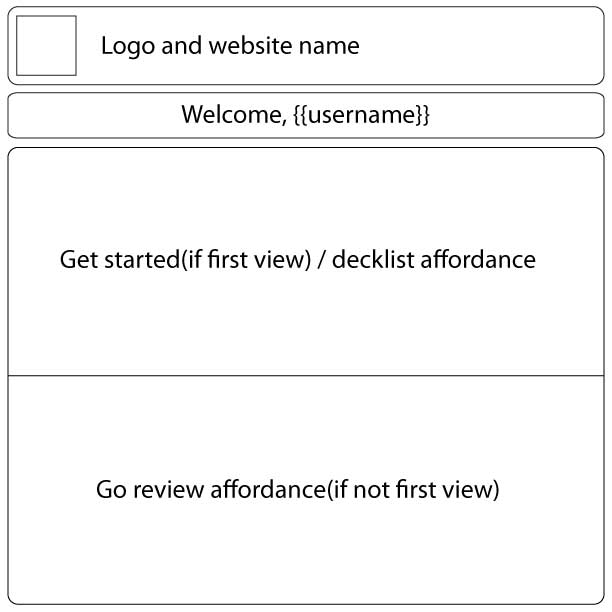 Logo and website name
Welcome, {{username}}
Get started(if first view) / decklist affordance
Go review affordance(if not first view)